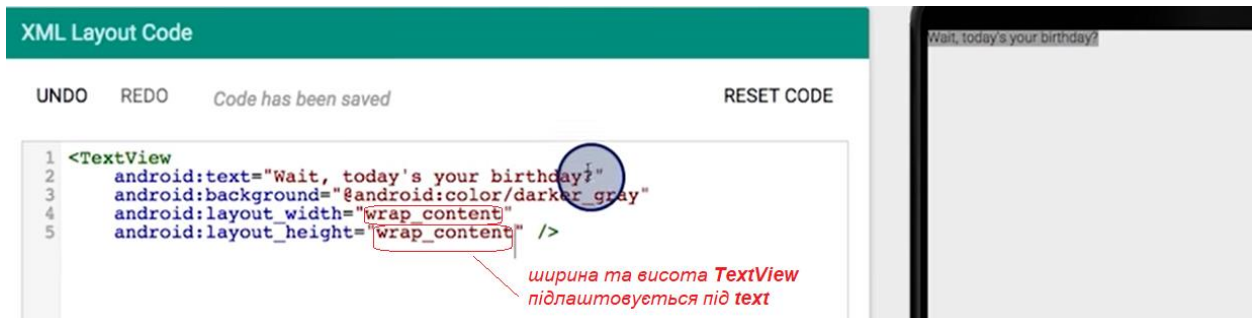 XML Layout Code
UNDO REDO Code has been saved RESET CODE
1 <TextView
2 android:text="Wait, today's your birthday?"
3 android:background="@android:color/darker_gray"
4 android:layout_width="wrap_content"
5 android:layout_height="wrap_content" />
ширина та висота TextView
підлаштовується під text
Wait, today's your birthday?